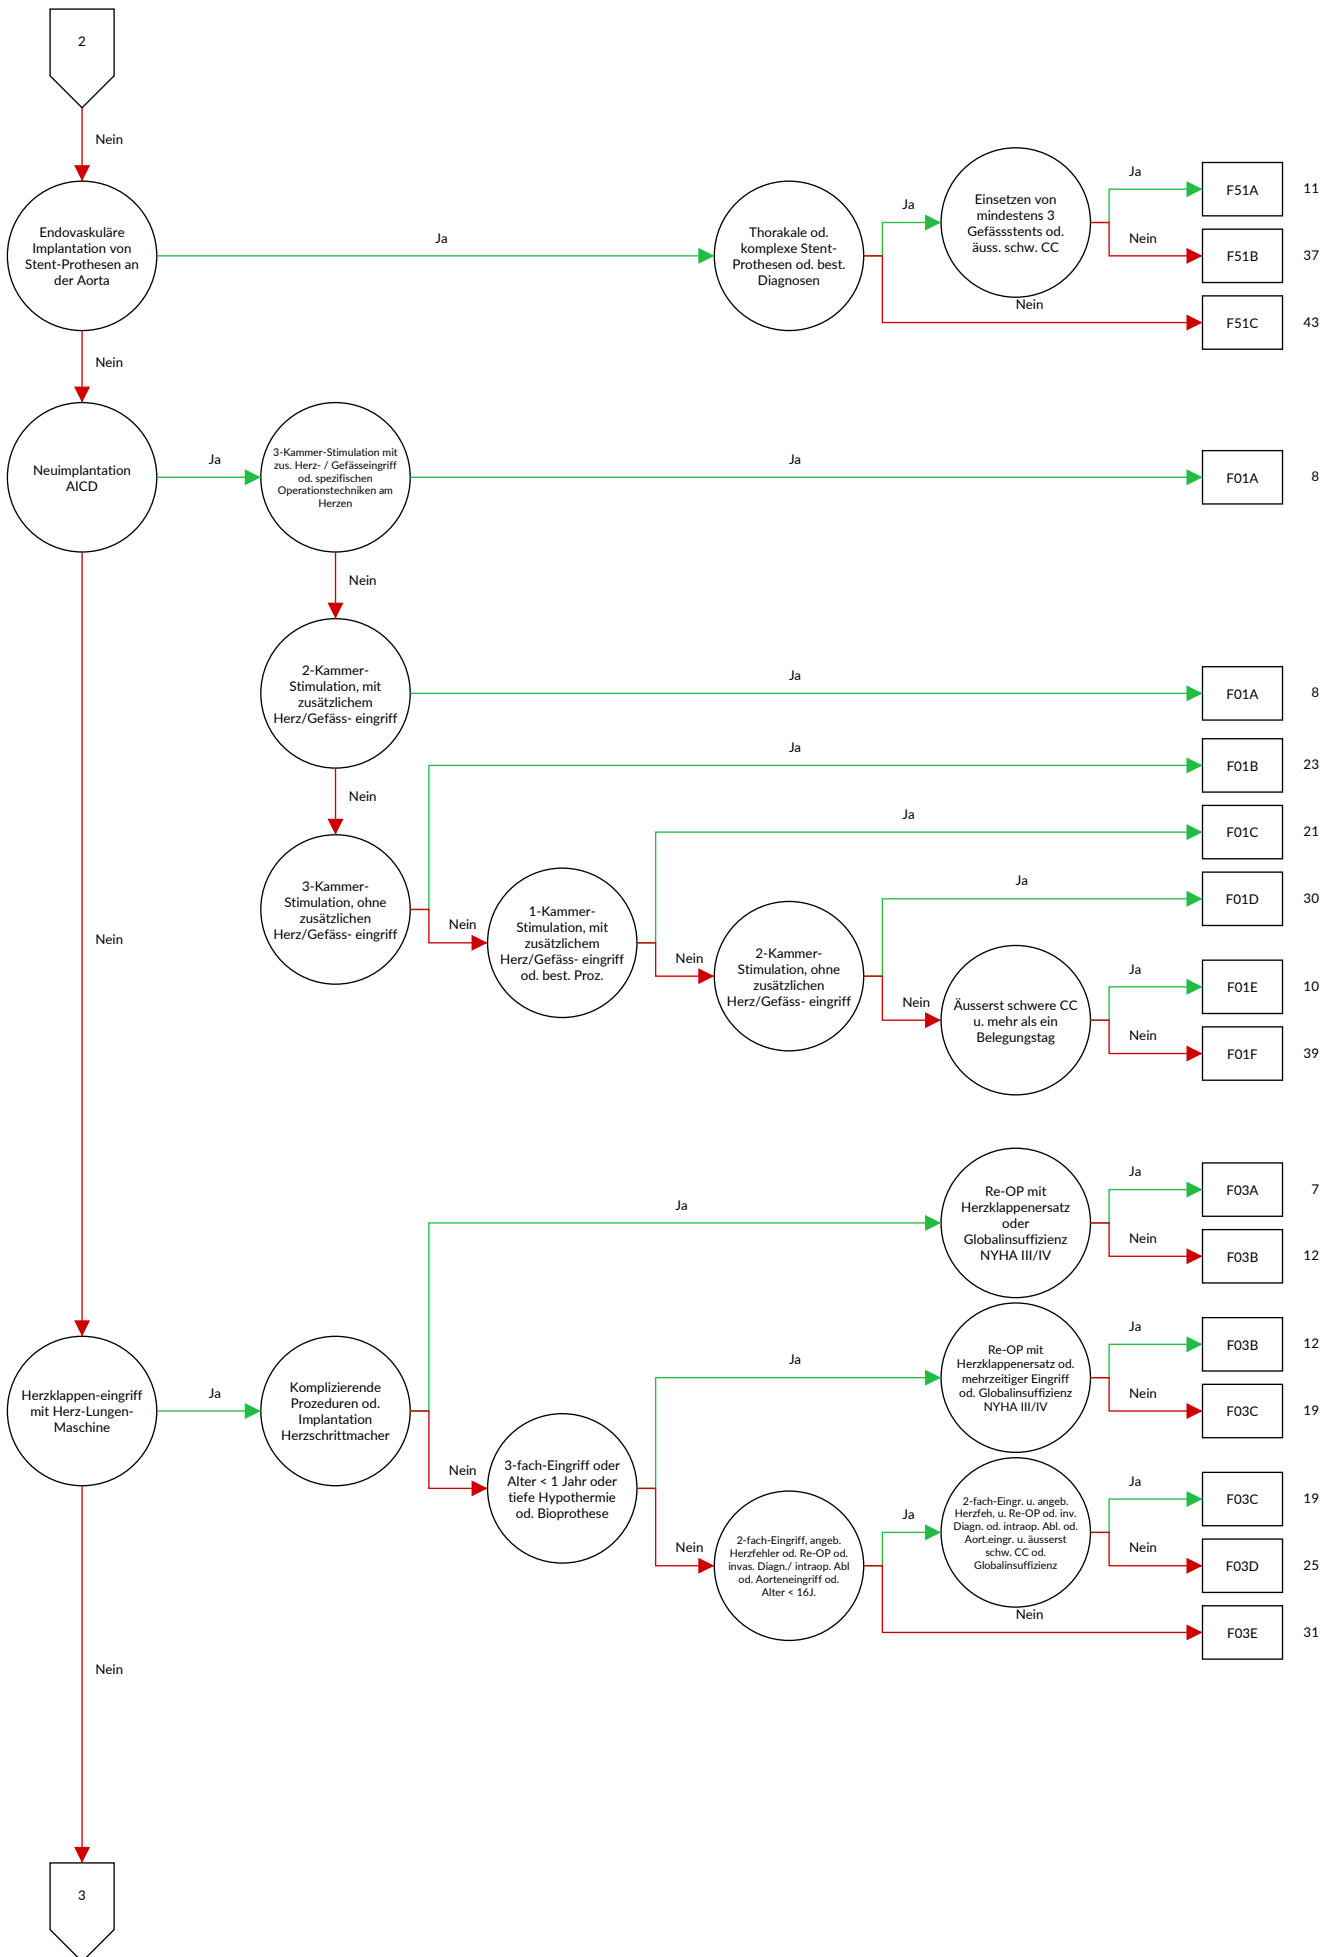 2
Nein
Endovaskuläre
Implantation von
Stent-Prothesen an
der Aorta
Ja
Thorakale od.
komplexe Stent-
Prothesen od. best.
Diagnosen
Ja
Einsetzen von
mindestens 3
Gefässstents od.
äuss. schw. CC
Ja
F51A
11
Nein
F51B
37
Nein
F51C
43
Nein
Neuimplantation
AICD
Ja
3-Kammer-Stimulation mit
zus. Herz- / Gefässeingriff
od. spezifischen
Operationstechniken am
Herzen
Ja
F01A
8
Nein
2-Kammer-
Stimulation, mit
zusätzlichem
Herz/Gefäss- eingriff
Ja
F01A
8
Nein
3-Kammer-
Stimulation, ohne
zusätzlichen
Herz/Gefäss- eingriff
Ja
F01B
23
Nein
1-Kammer-
Stimulation, mit
zusätzlichem
Herz/Gefäss- eingriff
od. best. Proz.
Ja
F01C
21
Nein
2-Kammer-
Stimulation, ohne
zusätzlichen
Herz/Gefäss- eingriff
Ja
F01D
30
Nein
Äusserst schwere CC
u. mehr als ein
Belegungstag
Ja
F01E
10
Nein
F01F
39
Nein
Herzklappen-eingriff
mit Herz-Lungen-
Maschine
Ja
Komplizierende
Prozeduren od.
Implantation
Herzschrittmacher
Ja
Re-OP mit
Herzklappenersatz
oder
Globalinsuffizienz
NYHA III/IV
Ja
F03A
7
Nein
F03B
12
Nein
3-fach-Eingriff oder
Alter < 1 Jahr oder
tiefe Hypothermie
od. Bioprothese
Ja
Re-OP mit
Herzklappenersatz od.
mehrzeitiger Eingriff
od. Globalinsuffizienz
NYHA III/IV
Ja
F03B
12
Nein
F03C
19
Nein
2-fach-Eingriff, angeb.
Herzfehler od. Re-OP od.
invas. Diagn./ intraop. Abl
od. Aorteneingriff od.
Alter < 16J.
Ja
2-fach-Eingr. u. angeb.
Herzfeh, u. Re-OP od. inv.
Diagn. od. intraop. Abl. od.
Aort.eingr. u. äusserst
schw. CC od.
Globalinsuffizienz
Ja
F03C
19
Nein
F03D
25
Nein
F03E
31
Nein
3